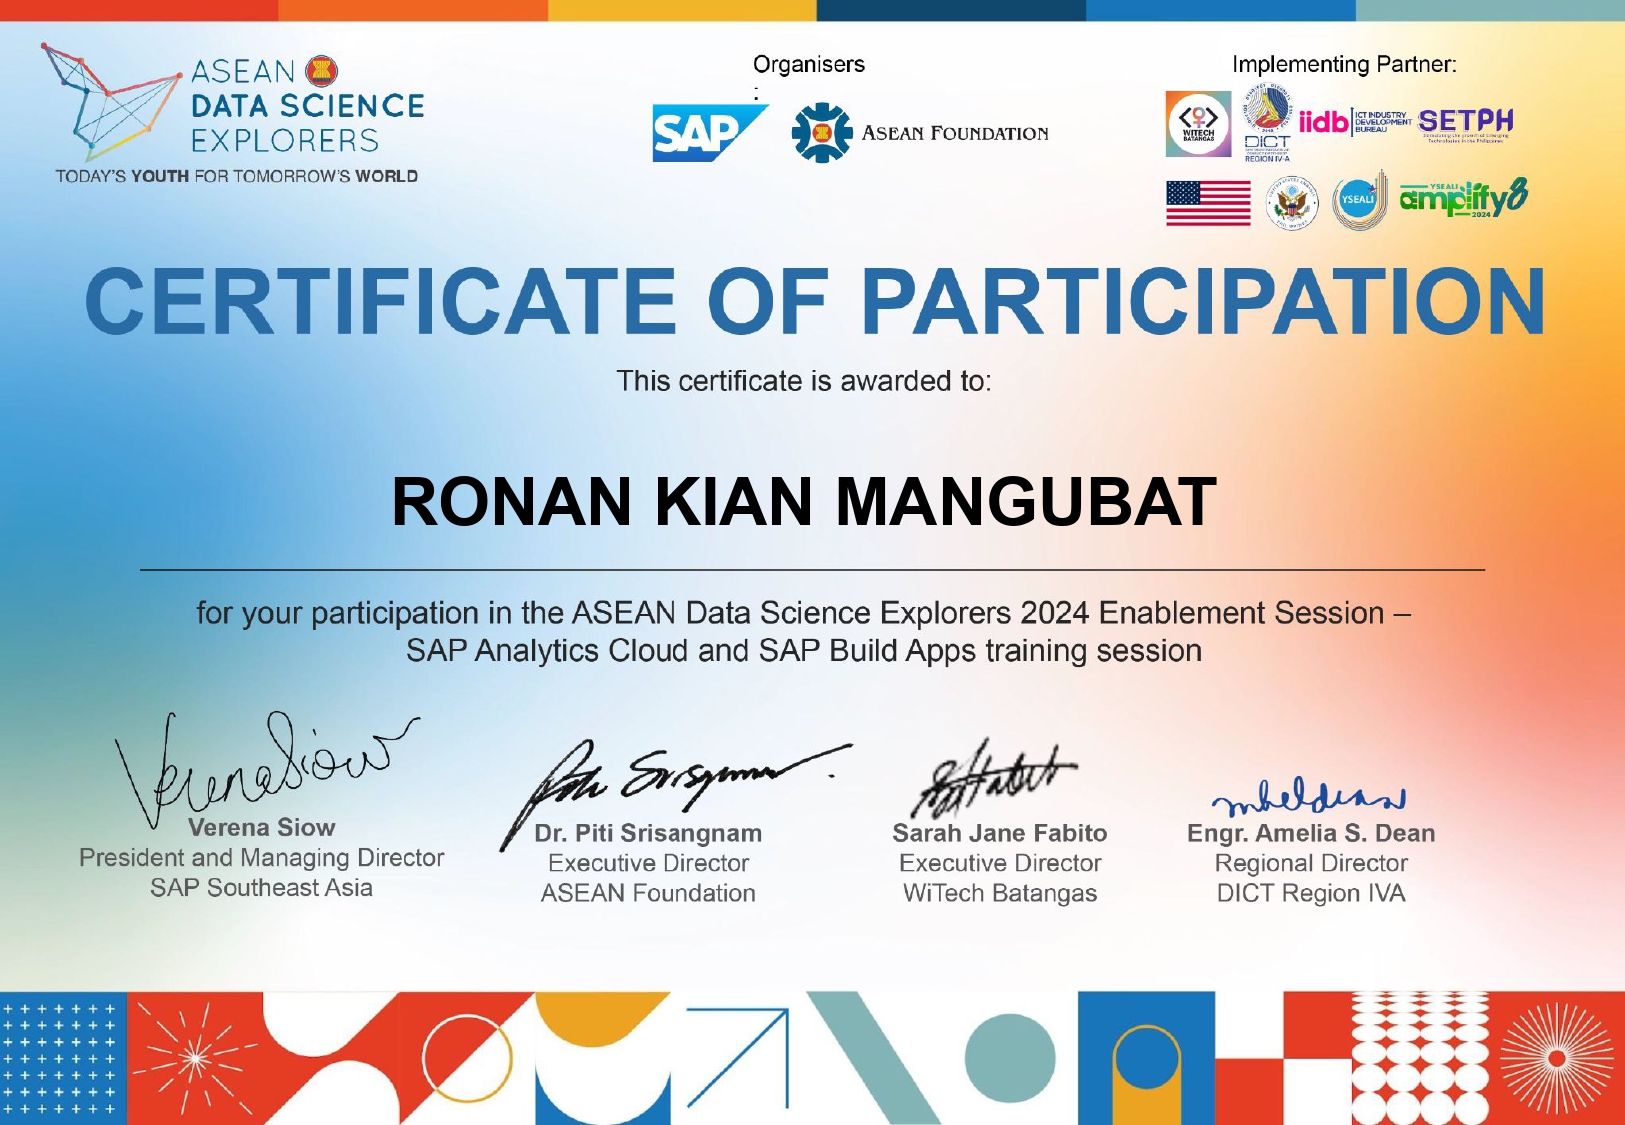 ASEAN
DATA SCIENCE
EXPLORERS
TODAY'S YOUTH FOR TOMORROW'S WORLD
Organisers
:
SAP
ASEAN FOUNDATION
Implementing Partner:
WITECH
BATANGAS
DICT
REGION IV-A
iidb
ICT INDUSTRY
DEVELOPMENT
BUREAU
SETPH
YSEALI
YSEALI
amplify8
2024
CERTIFICATE OF PARTICIPATION
This certificate is awarded to:
RONAN KIAN MANGUBAT
for your participation in the ASEAN Data Science Explorers 2024 Enablement Session –
SAP Analytics Cloud and SAP Build Apps training session
Verena Siow
Verena Siow
President and Managing Director
SAP Southeast Asia
Dr. Piti Srisangnam
Executive Director
ASEAN Foundation
Sarah Jane Fabito
Executive Director
WiTech Batangas
Engr. Amelia S. Dean
Regional Director
DICT Region IVA